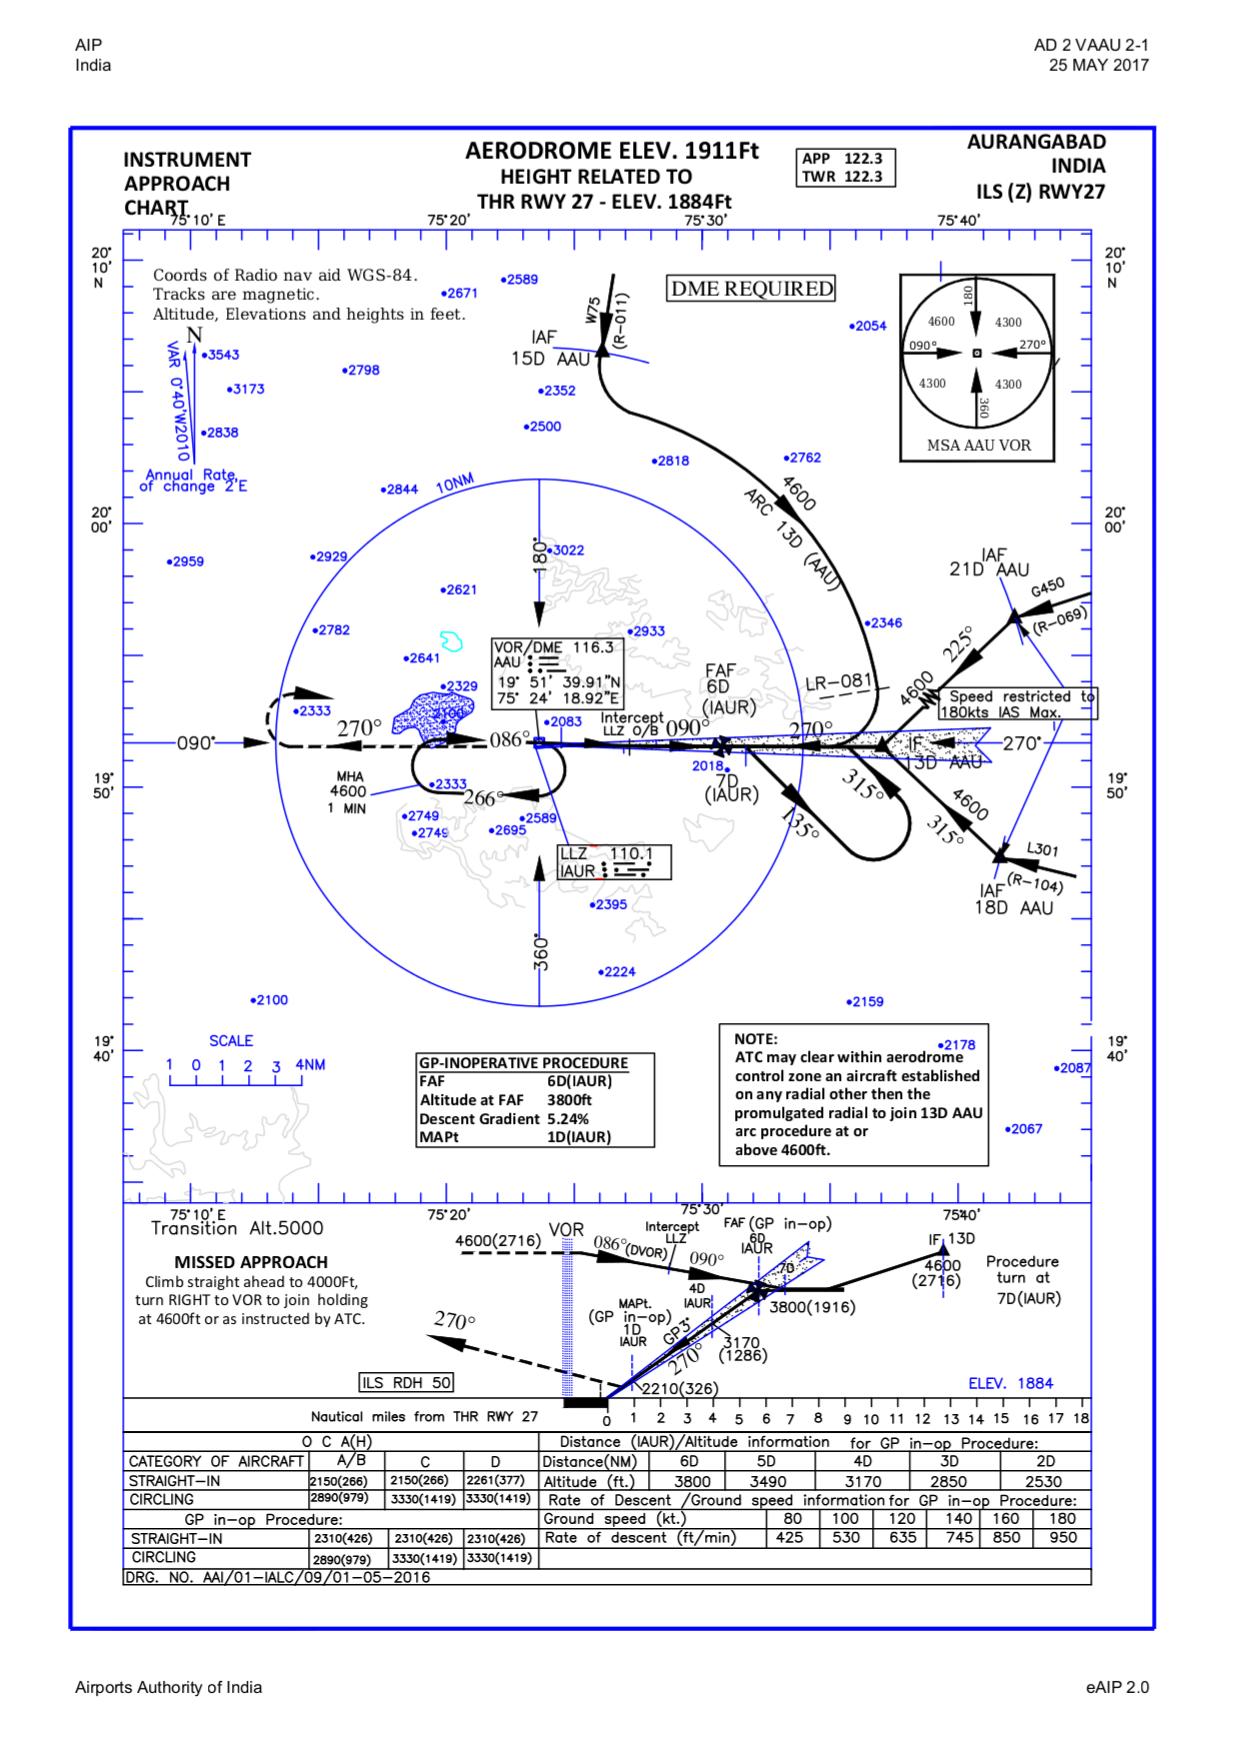 AIP
India
AD 2 VAAU 2-1
25 MAY 2017
INSTRUMENT
APPROACH
CHART
AERODROME ELEV. 1911Ft
HEIGHT RELATED TO
THR RWY 27 - ELEV. 1884Ft
APP 122.3
TWR 122.3
AURANGABAD
INDIA
ILS (Z) RWY27
75°10' E
75°20'
75°30'
75°40'
20°
10'
N
20°
10'
N
Coords of Radio nav aid WGS-84.
Tracks are magnetic.
Altitude, Elevations and heights in feet.
N
VAR 0°40'W2010
Annual Rate
of change 2'E
DME REQUIRED
W75
(R-011)
IAF
15D AAU
180
4600
4300
090°
270°
4300
4300
360
MSA AAU VOR
2589
2671
2054
3543
2798
3173
2352
2838
2500
2818
2762
2844
10NM
4600
ARC 13D (AAU)
20°
00'
20°
00'
2959
2929
3022
180°
2621
IAF
21D AAU
G450
(R-069)
225°
2782
2933
2346
2641
VOR/DME 116.3
AAU
19° 51' 39.91"N
75° 24' 18.92"E
2329
2100
FAF
6D
(IAUR)
LR-081
4600
Speed restricted to
180kts IAS Max.
2333
2083
Intercept
LLZ o/B
090°
270°
270°
086°
090°
IF
13D AAU
270°
2018
7D
(IAUR)
MHA
4600
1 MIN
2333
266°
315°
135°
4600
315°
19°
50'
19°
50'
2749
2749
2589
2695
LLZ 110.1
IAUR
L301
(R-104)
IAF
18D AAU
2395
360°
2224
2100
2159
19°
40'
19°
40'
SCALE
1 0 1 2 3 4NM
GP-INOPERATIVE PROCEDURE
FAF 6D(IAUR)
Altitude at FAF 3800ft
Descent Gradient 5.24%
MAPt 1D(IAUR)
NOTE:
ATC may clear within aerodrome
control zone an aircraft established
on any radial other then the
promulgated radial to join 13D AAU
arc procedure at or
above 4600ft.
2178
2087
2067
75°10' E
75°20'
75°30'
75°40'
Transition Alt.5000
MISSED APPROACH
Climb straight ahead to 4000Ft,
turn RIGHT to VOR to join holding
at 4600ft or as instructed by ATC.
VOR
4600(2716)
086°(DVOR)
Intercept
LLZ
090°
FAF (GP in-op)
6D
IAUR
7D
IF 13D
4600
(2716)
Procedure
turn at
7D(IAUR)
3800(1916)
4D
IAUR
MAPt.
(GP in-op)
1D
IAUR
GP3°
270°
3170
(1286)
270°
2210(326)
ILS RDH 50
ELEV. 1884
Nautical miles from THR RWY 27
0 1 2 3 4 5 6 7 8 9 10 11 12 13 14 15 16 17 18
O C A(H)
Distance (IAUR)/Altitude information for GP in-op Procedure:
CATEGORY OF AIRCRAFT A/B C D
Distance(NM) 6D 5D 4D 3D 2D
STRAIGHT-IN 2150(266) 2150(266) 2261(377)
Altitude (ft.) 3800 3490 3170 2850 2530
CIRCLING 2890(979) 3330(1419) 3330(1419)
Rate of Descent /Ground speed information for GP in-op Procedure:
GP in-op Procedure:
Ground speed (kt.) 80 100 120 140 160 180
STRAIGHT-IN 2310(426) 2310(426) 2310(426)
Rate of descent (ft/min) 425 530 635 745 850 950
CIRCLING 2890(979) 3330(1419) 3330(1419)
DRG. NO. AAI/01-IALC/09/01-05-2016
Airports Authority of India
eAIP 2.0